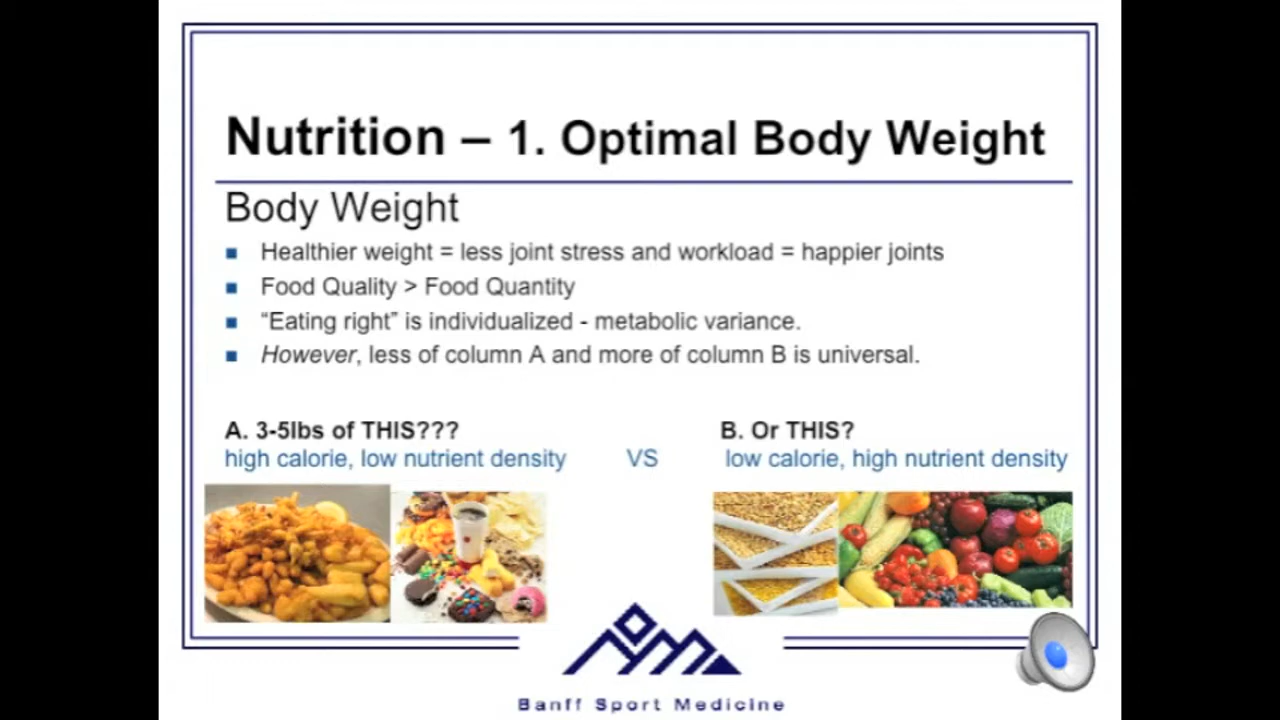 Nutrition – 1. Optimal Body Weight
Body Weight
Healthier weight = less joint stress and workload = happier joints
Food Quality > Food Quantity
“Eating right” is individualized - metabolic variance.
However, less of column A and more of column B is universal.
A. 3-5lbs of THIS???
high calorie, low nutrient density
VS
B. Or THIS?
low calorie, high nutrient density
Banff Sport Medicine